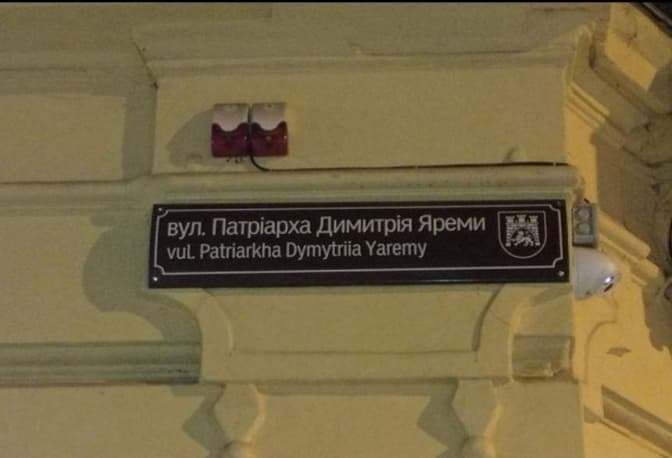 вул. Патріарха Димитрія Яреми
vul. Patriarkha Dymytriia Yaremy